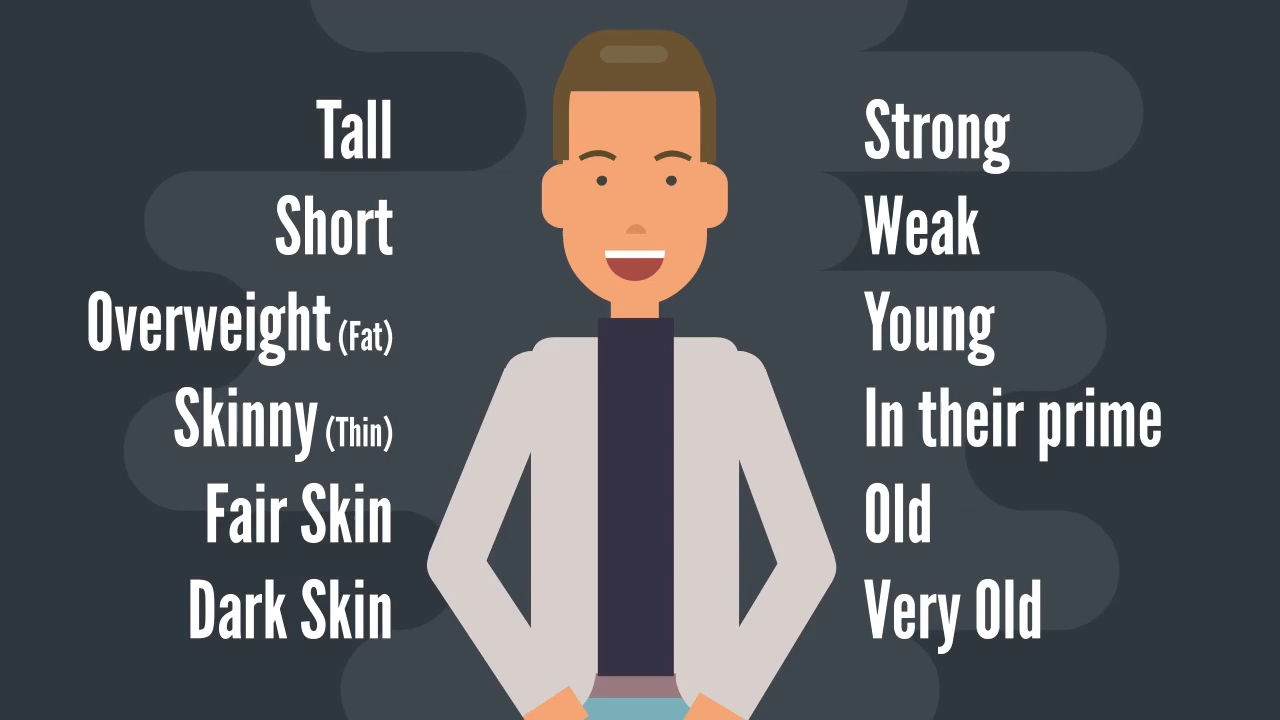 Tall
Short
Overweight (Fat)
Skinny (Thin)
Fair Skin
Dark Skin
Strong
Weak
Young
In their prime
Old
Very Old